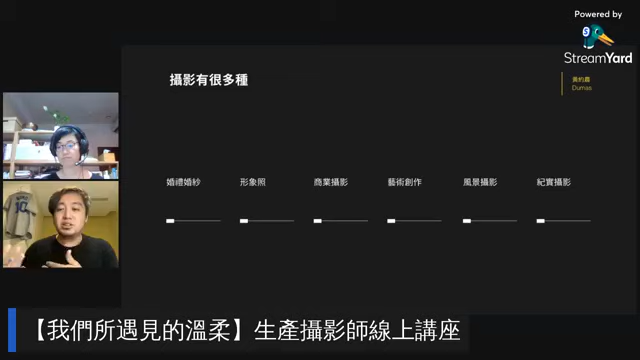 Powered by
StreamYard
攝影有很多種
黃約農
Dumas
婚禮婚紗
形象照
商業攝影
藝術創作
風景攝影
紀實攝影
【我們所遇見的溫柔】生產攝影師線上講座